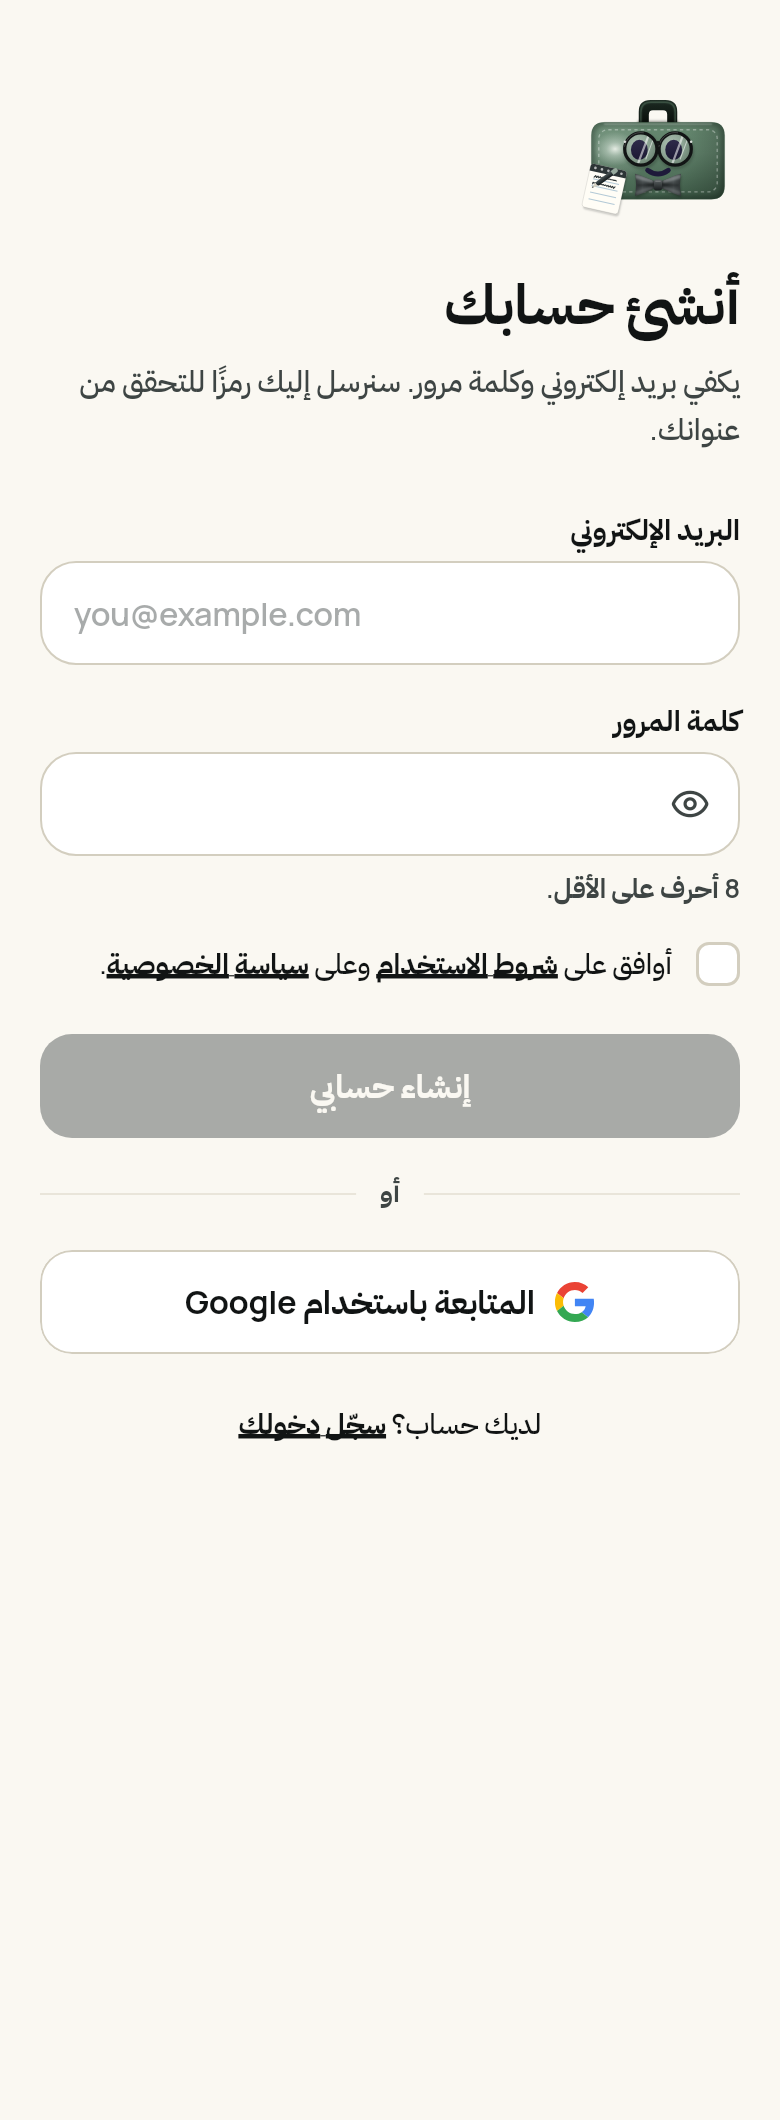 أنشئ حسابك
يكفي بريد إلكتروني وكلمة مرور. سنرسل إليك رمزًا للتحقق من
عنوانك.
البريد الإلكتروني
you@example.com
كلمة المرور
8 أحرف على الأقل.
أوافق على شروط الاستخدام وعلى سياسة الخصوصية.
إنشاء حسابي
أو
المتابعة باستخدام Google
لديك حساب؟ سجّل دخولك